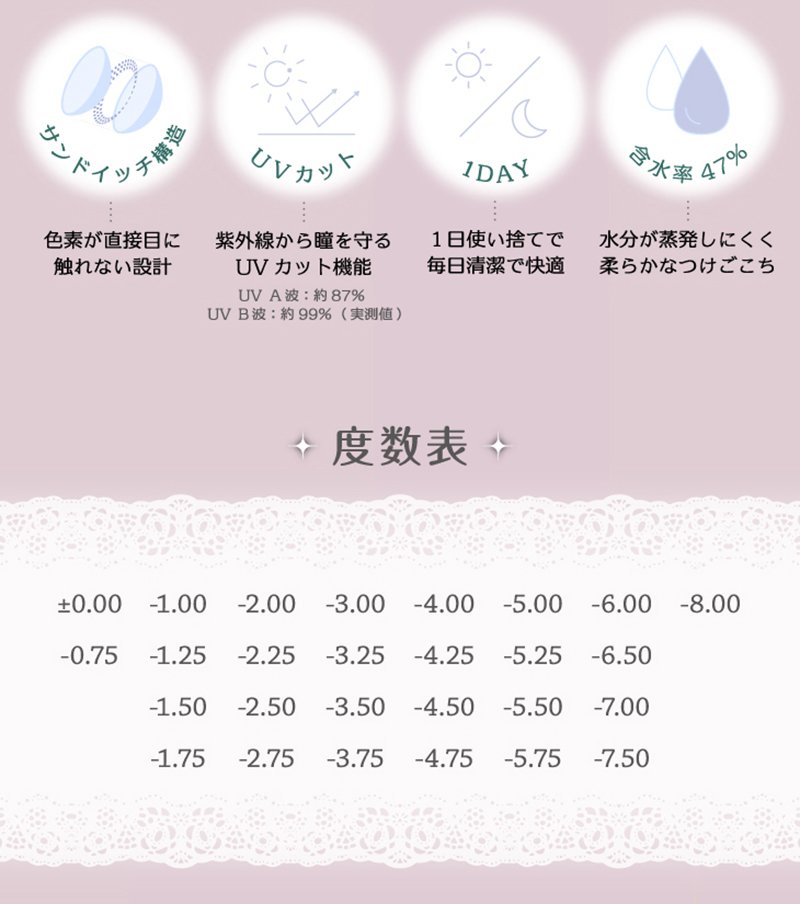 サンドイッチ構造
UVカット
1DAY
含水率 47%
色素が直接目に
触れない設計
紫外線から瞳を守る
UV カット機能
UV A波：約87%
UV B波：約99%（実測値）
1日使い捨てで
毎日清潔で快適
水分が蒸発しにくく
柔らかなつけごこち
度数表
±0.00 -1.00 -2.00 -3.00 -4.00 -5.00 -6.00 -8.00
-0.75 -1.25 -2.25 -3.25 -4.25 -5.25 -6.50
-1.50 -2.50 -3.50 -4.50 -5.50 -7.00
-1.75 -2.75 -3.75 -4.75 -5.75 -7.50